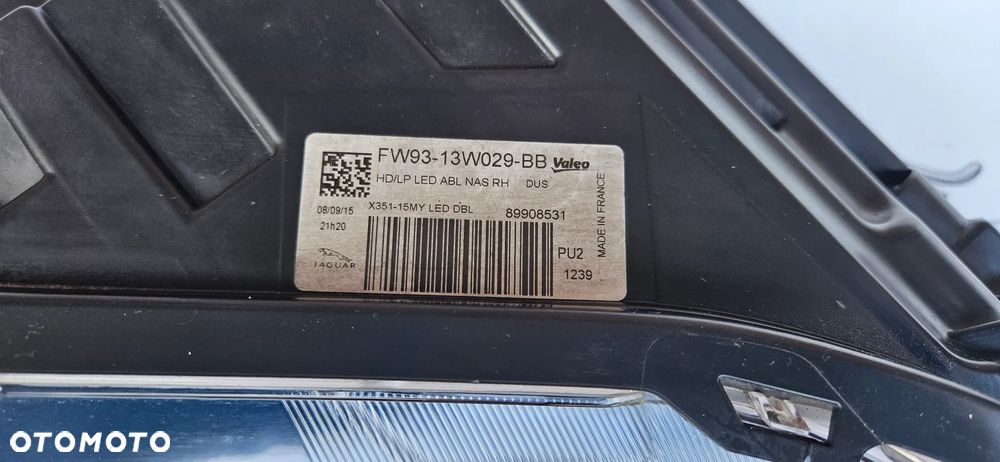 FW93-13W029-BB Valeo
HD/LP LED ABL NAS RH DUS
X351-15MY LED DBL 89908531
08/09/15
21h20
JAGUAR
PU2
1239
MADE IN FRANCE
OTOMOTO